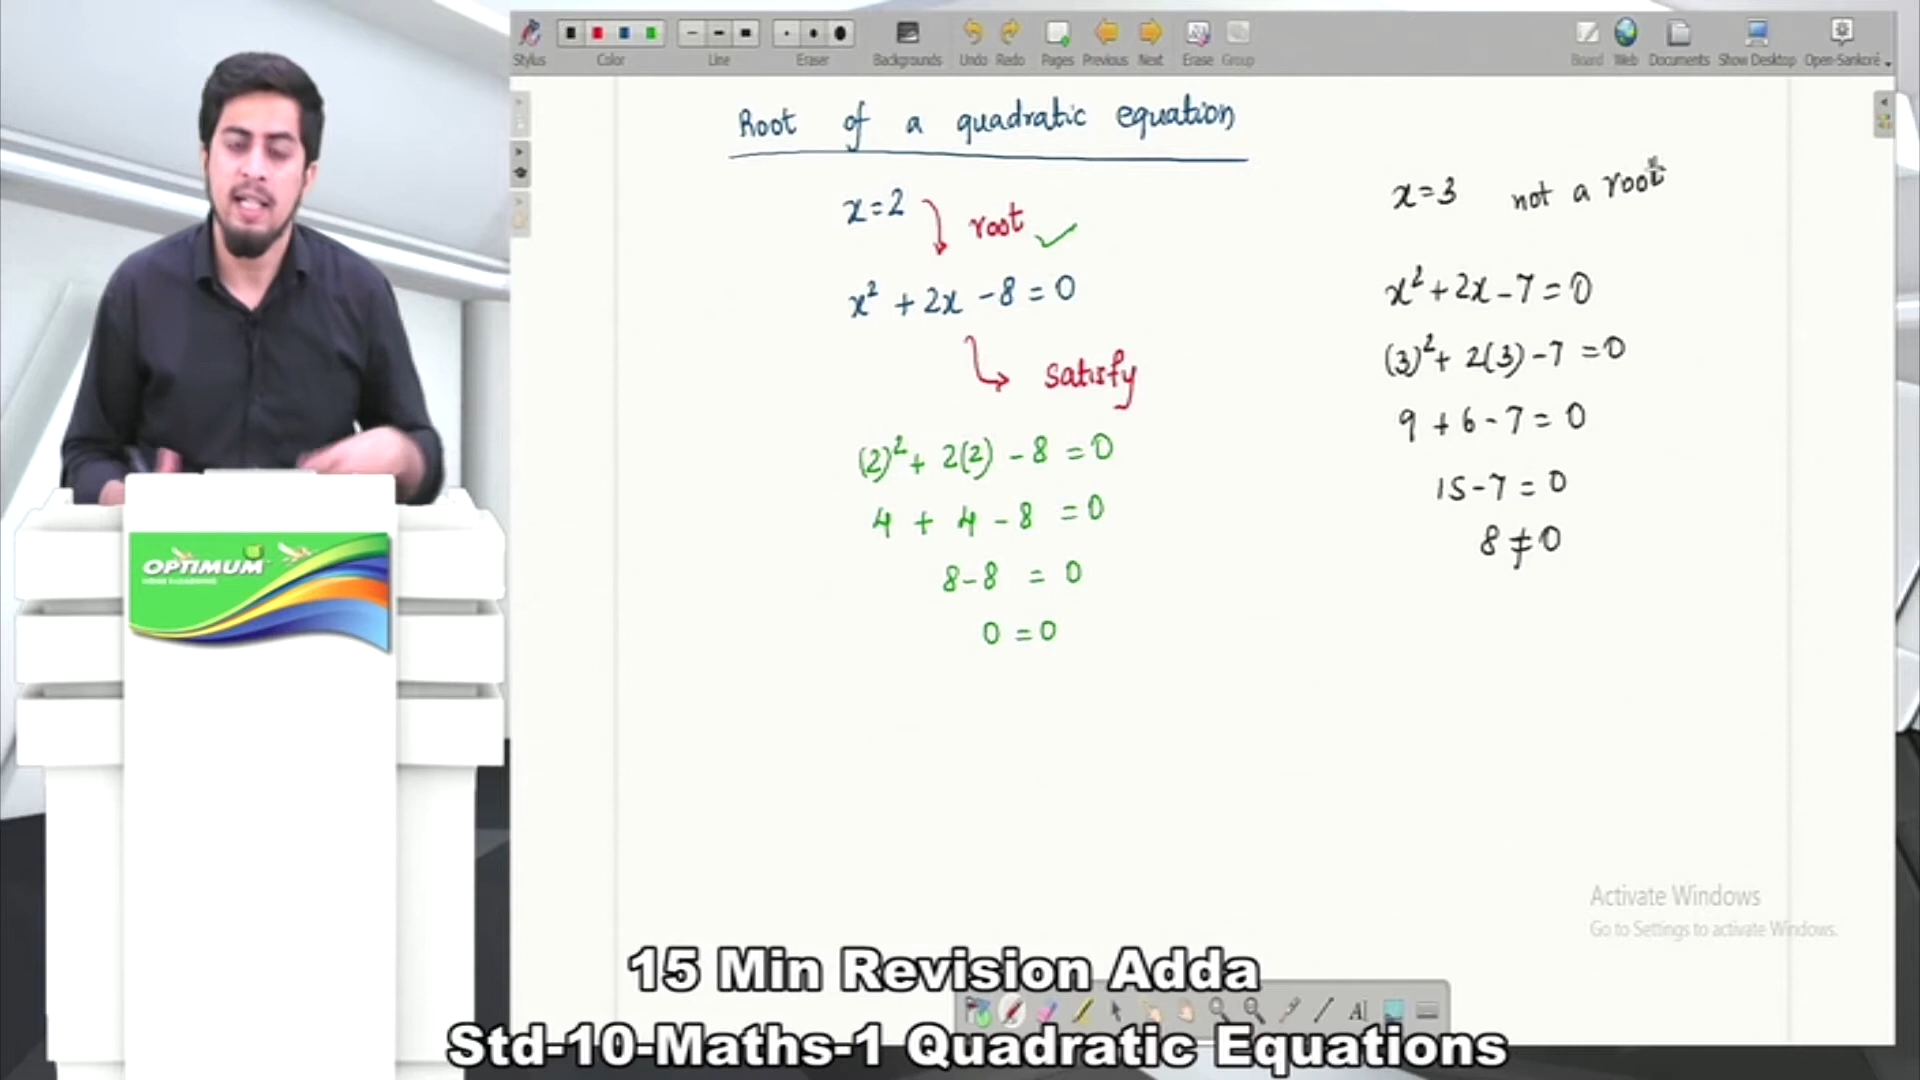 Stylus Color Line Eraser Backgrounds Undo Redo Pages Previous Next Erase Group Board Web Documents Show Desktop Open-Sankoré
Root of a quadratic equation
x=2 root ✓
x² + 2x - 8 = 0
satisfy
(2)² + 2(2) - 8 = 0
4 + 4 - 8 = 0
8-8 = 0
0 = 0
x=3 not a root
x² + 2x - 7 = 0
(3)² + 2(3) - 7 = 0
9 + 6 - 7 = 0
15 - 7 = 0
8 ≠ 0
OPTIMUM
Activate Windows
Go to Settings to activate Windows.
15 Min Revision Adda
Std-10-Maths-1 Quadratic Equations